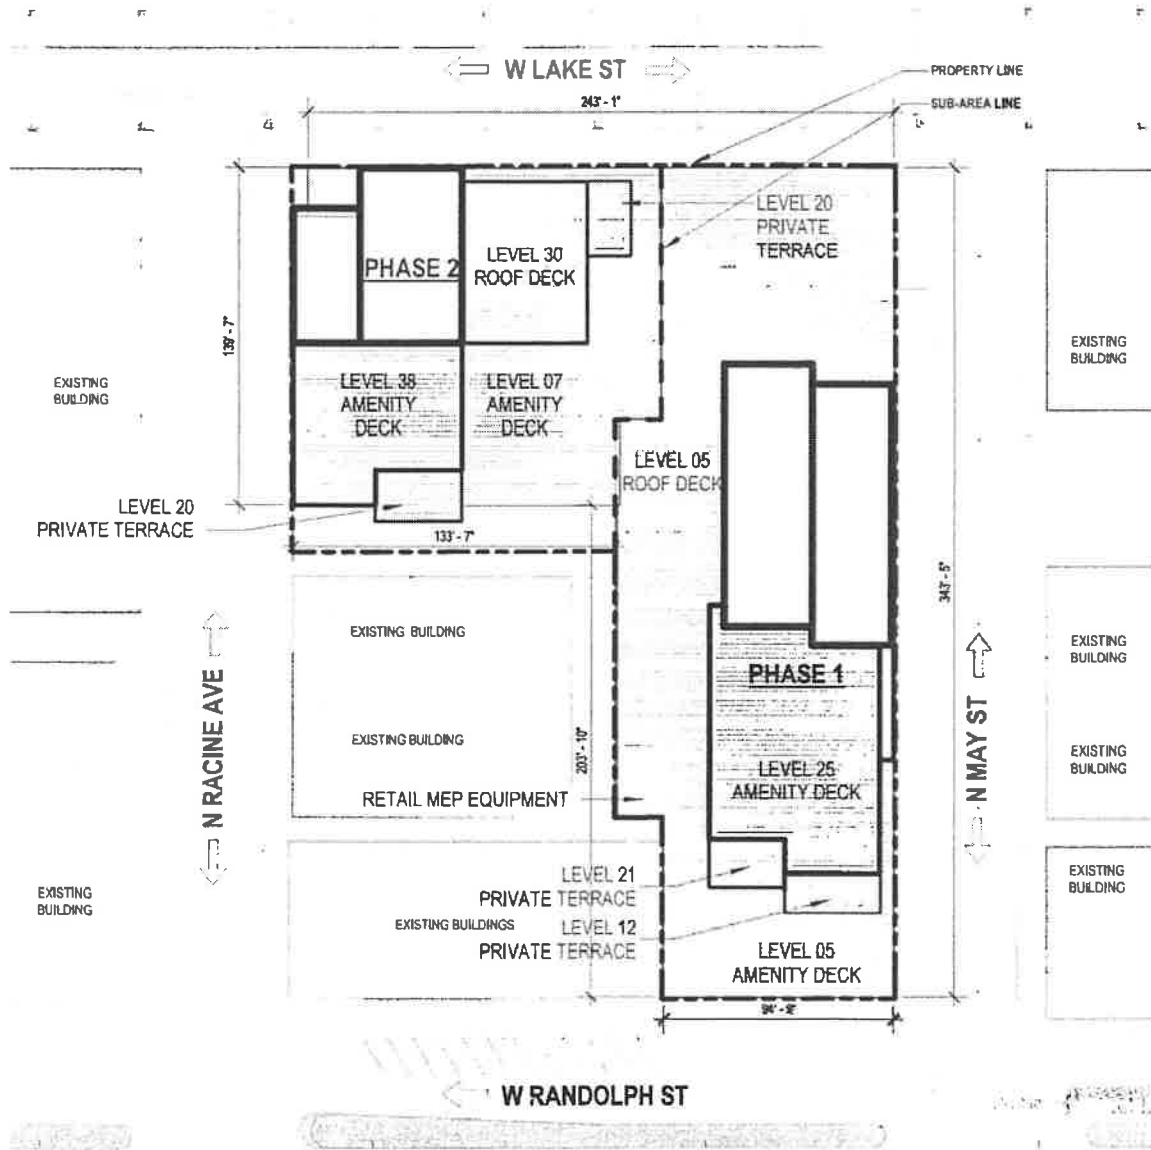 W LAKE ST
PROPERTY LINE
243' - 1"
SUB-AREA LINE
LEVEL 20
PRIVATE
TERRACE
LEVEL 30
ROOF DECK
PHASE 2
139' - 7"
EXISTING
BUILDING
EXISTING
BUILDING
LEVEL 38
AMENITY
DECK
LEVEL 07
AMENITY
DECK
LEVEL 05
ROOF DECK
LEVEL 20
PRIVATE TERRACE
133' - 7"
343' - 5"
EXISTING BUILDING
EXISTING
BUILDING
PHASE 1
N RACINE AVE
N MAY ST
EXISTING BUILDING
203' - 10"
EXISTING
BUILDING
LEVEL 25
AMENITY DECK
RETAIL MEP EQUIPMENT
LEVEL 21
PRIVATE TERRACE
EXISTING
BUILDING
EXISTING
BUILDING
EXISTING BUILDINGS
LEVEL 12
PRIVATE TERRACE
LEVEL 05
AMENITY DECK
W RANDOLPH ST